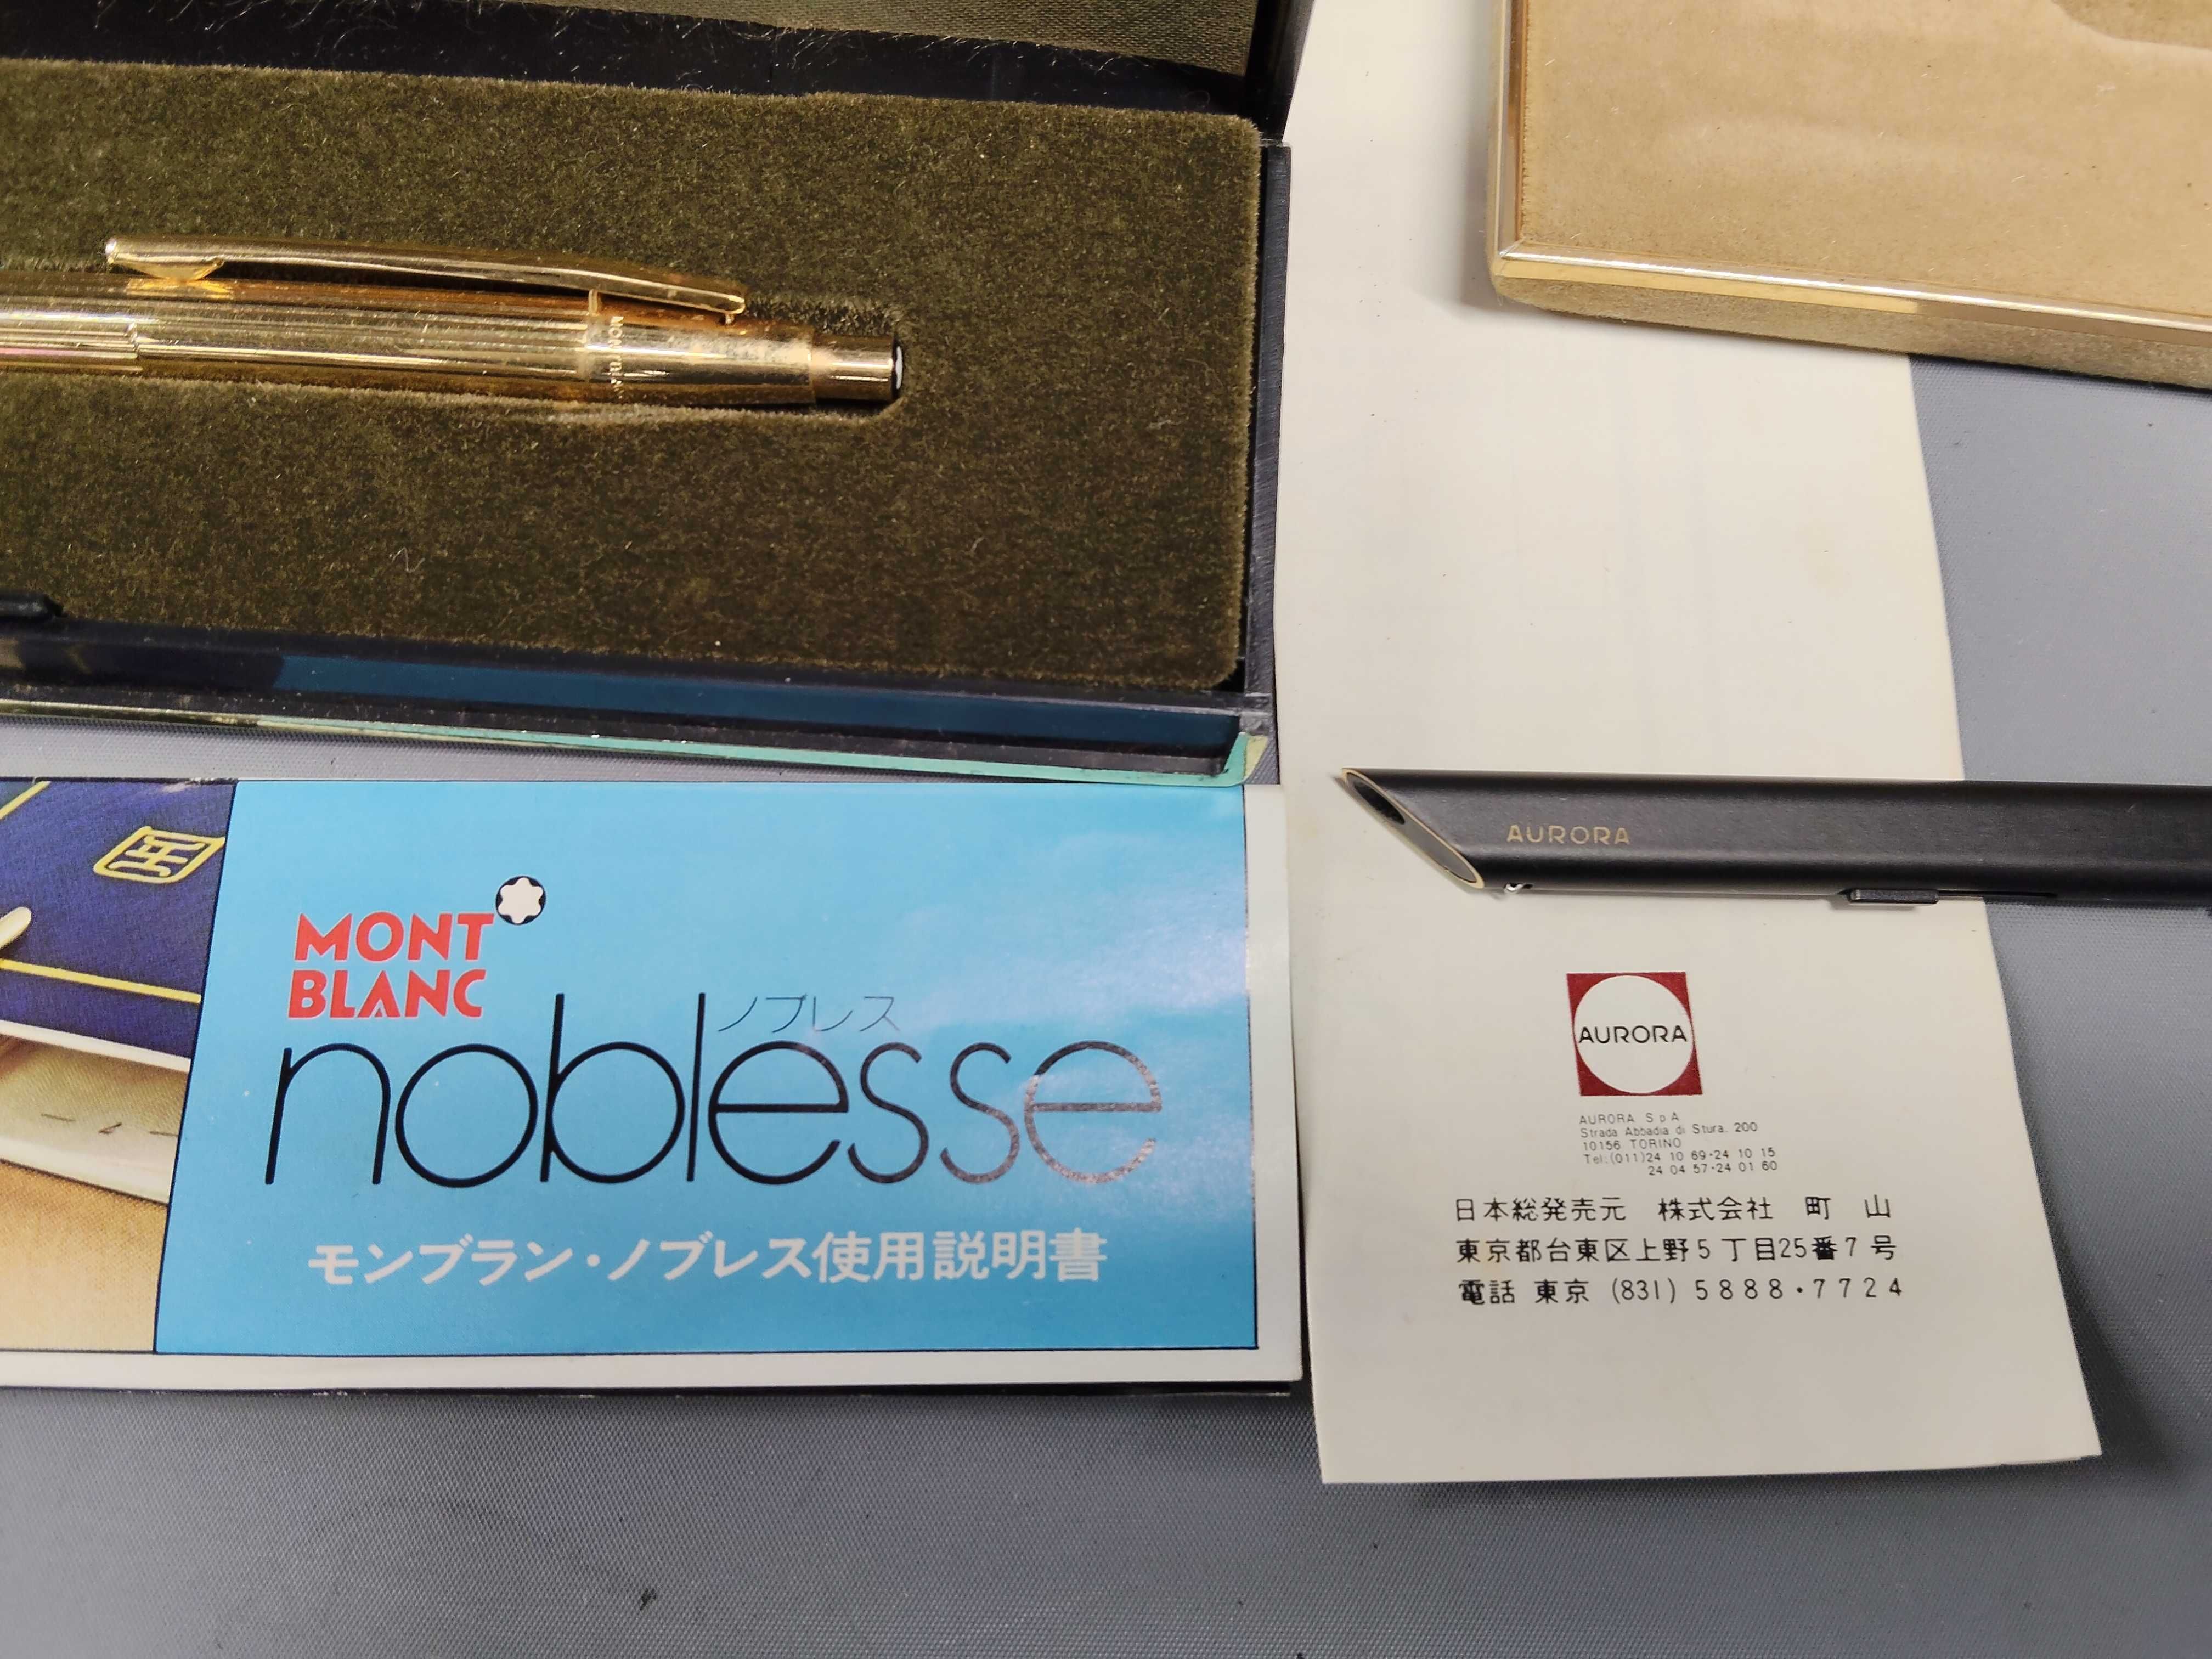 MONT
BLANC
ノブレス
noblesse
モンブラン・ノブレス使用説明書
AURORA
AURORA
AURORA S p A
Strada Abbadia di Stura, 200
10156 TORINO
Tel.(011)24 10 69・24 10 15
24 04 57・24 01 60
日本総発売元 株式会社 町 山
東京都台東区上野5丁目25番7号
電話 東京 (831) 5888・7724